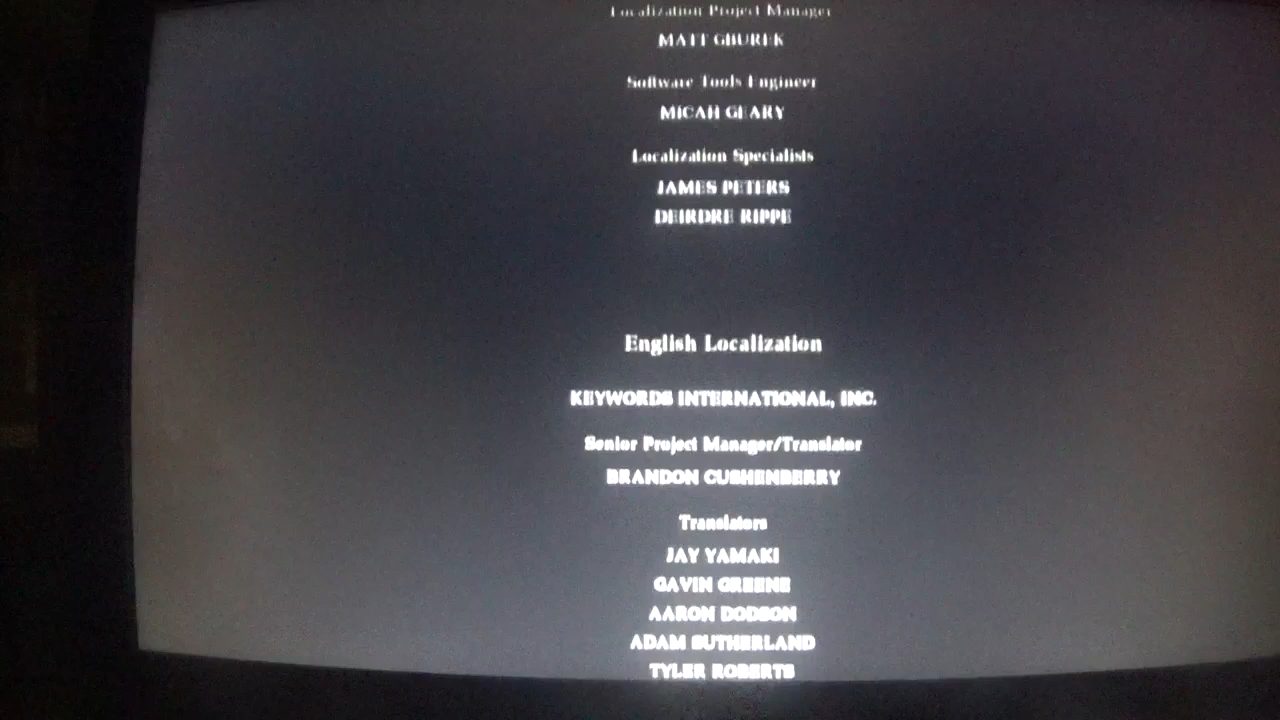 Localization Project Manager
MATT GBUREK
Software Tools Engineer
MICAH GEARY
Localization Specialists
JAMES PETERS
DEIRDRE RIPPE
English Localization
KEYWORDS INTERNATIONAL, INC.
Senior Project Manager/Translator
BRANDON CUSHENBERRY
Translators
JAY YAMAKI
GAVIN GREENE
AARON DODSON
ADAM SUTHERLAND
TYLER ROBERTS